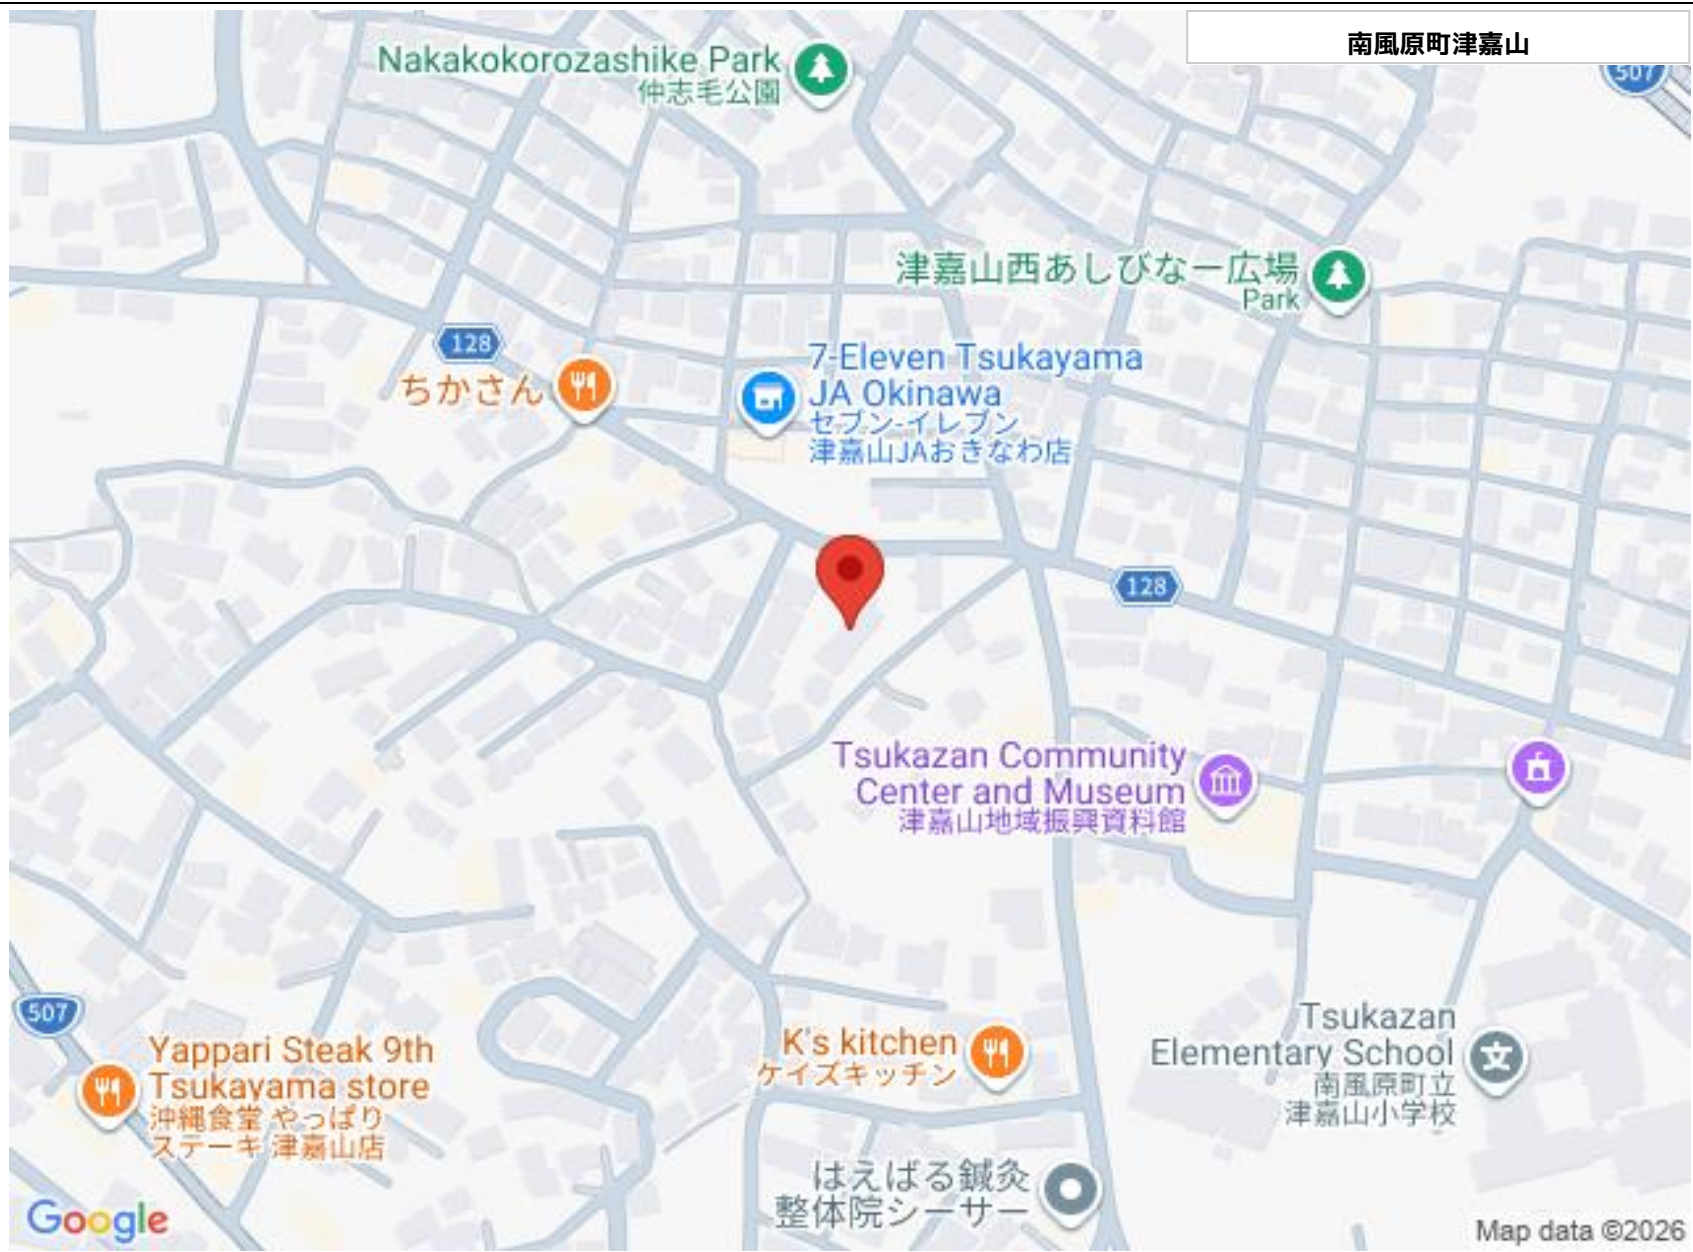 南風原町津嘉山
Nakakokorozashike Park
仲志毛公園
507
津嘉山西あしびなー広場
Park
128
ちかさん
7-Eleven Tsukayama
JA Okinawa
セブン-イレブン
津嘉山JAおきなわ店
128
Tsukazan Community
Center and Museum
津嘉山地域振興資料館
507
Yappari Steak 9th
Tsukayama store
沖縄食堂 やっぱり
ステーキ 津嘉山店
K's kitchen
ケイズキッチン
Tsukazan
Elementary School
南風原町立
津嘉山小学校
文
はえばる鍼灸
整体院シーサー
Google
Map data ©2026